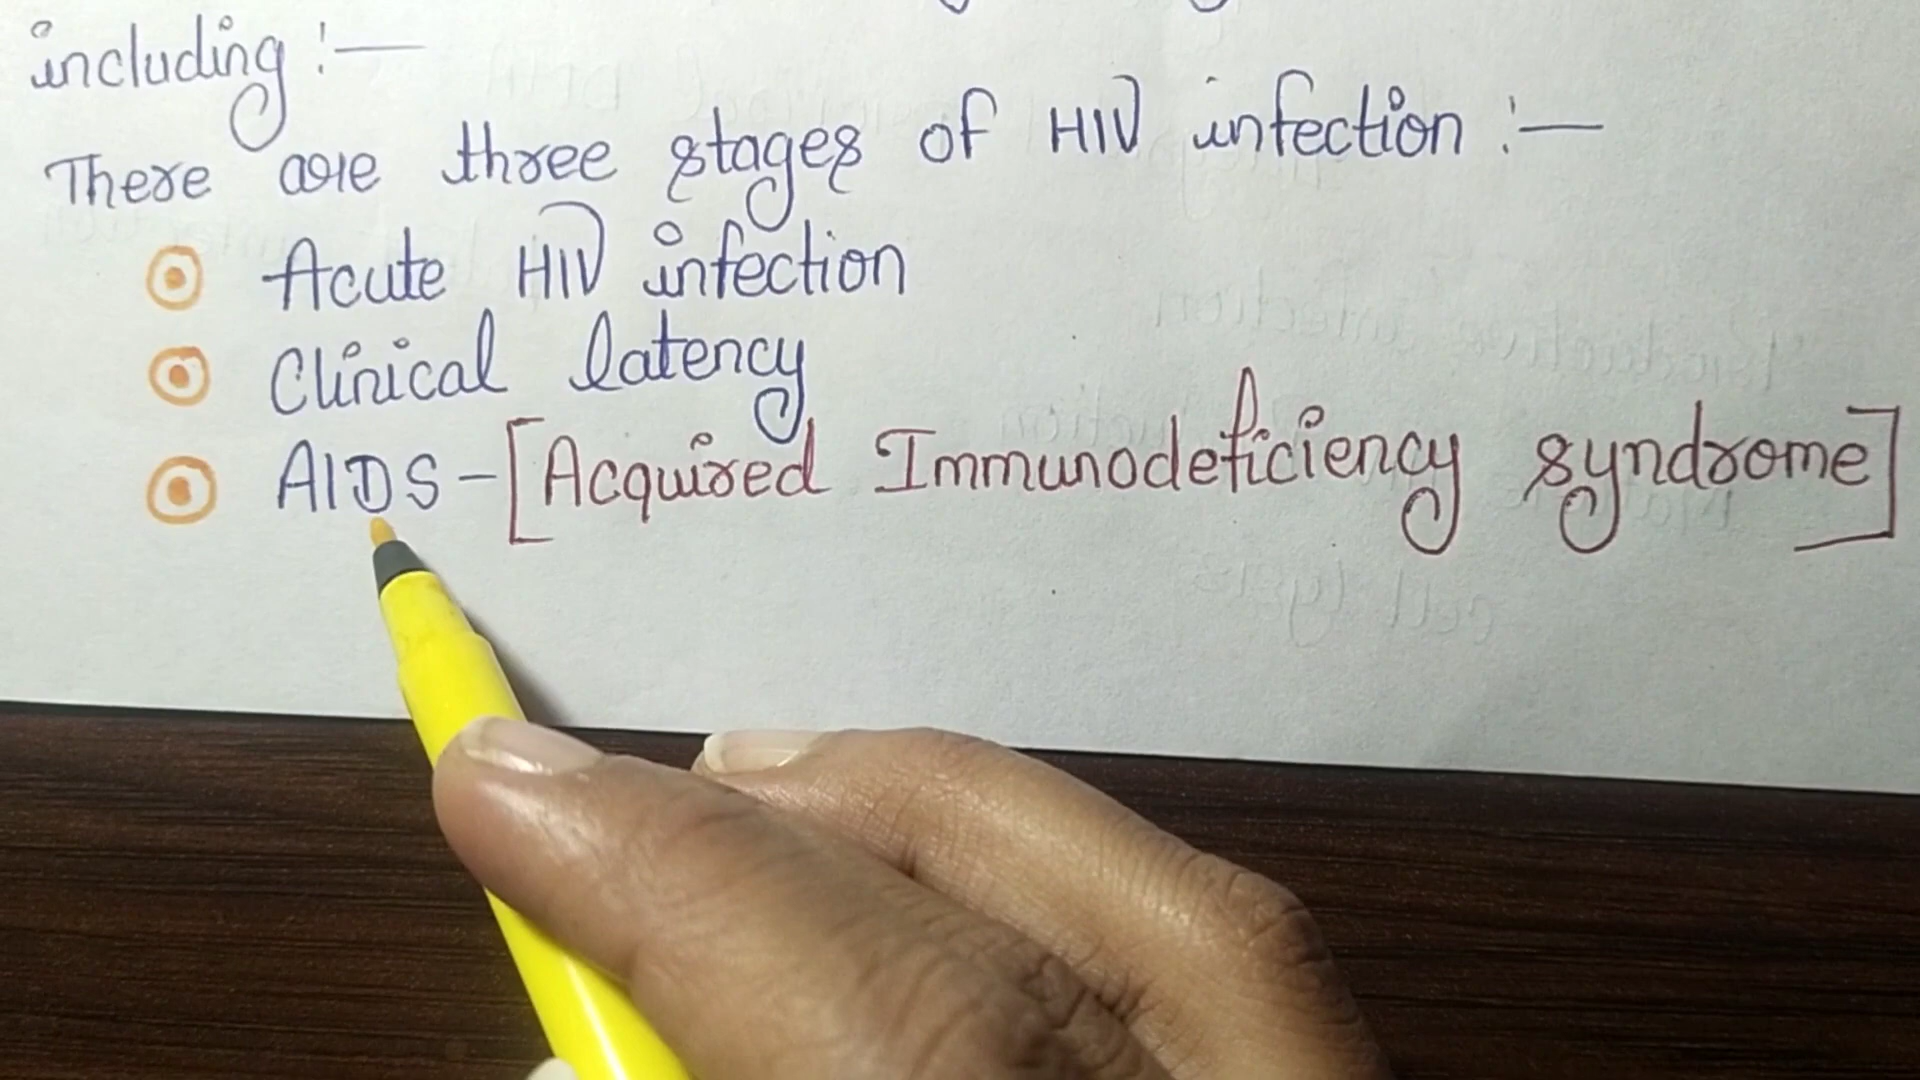 including :—
There are three stages of HIV infection :—
Acute HIV infection
Clinical latency
AIDS - [Acquired Immunodeficiency syndrome]